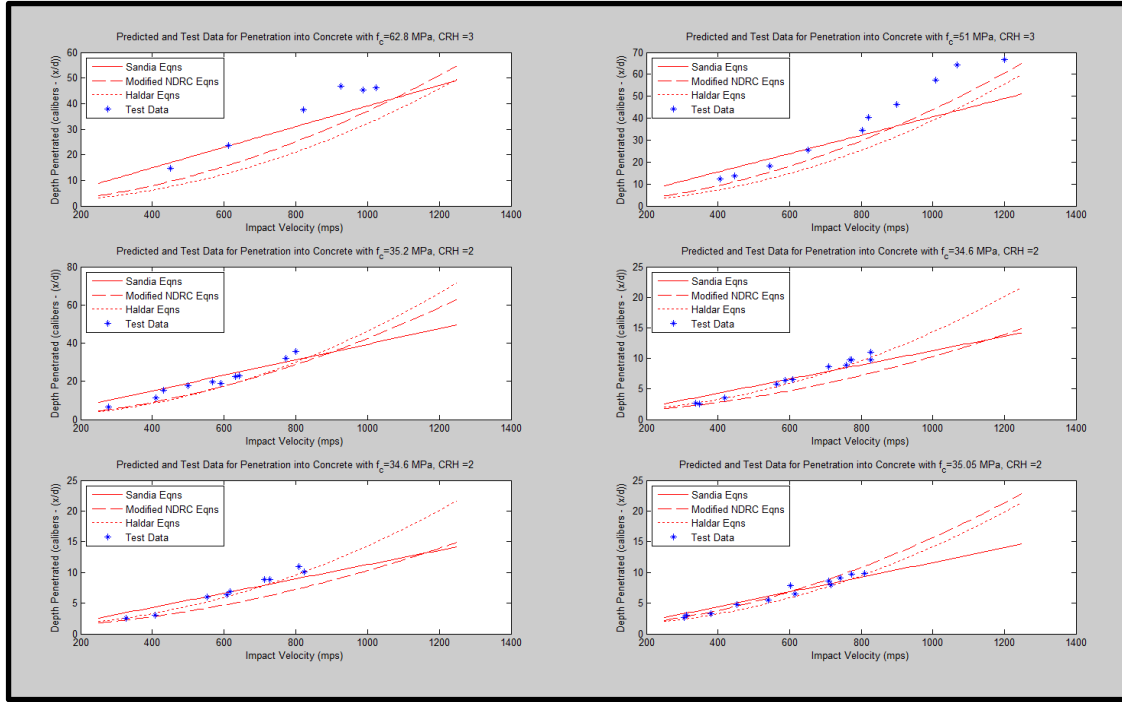 Predicted and Test Data for Penetration into Concrete with fc=62.8 MPa, CRH =3
60
50
40
30
20
10
0
Depth Penetrated (calibers - (x/d))
Sandia Eqns
Modified NDRC Eqns
Haldar Eqns
Test Data
200 400 600 800 1000 1200 1400
Impact Velocity (mps)
Predicted and Test Data for Penetration into Concrete with fc=51 MPa, CRH =3
70
60
50
40
30
20
10
0
Depth Penetrated (calibers - (x/d))
Sandia Eqns
Modified NDRC Eqns
Haldar Eqns
Test Data
200 400 600 800 1000 1200 1400
Impact Velocity (mps)
Predicted and Test Data for Penetration into Concrete with fc=35.2 MPa, CRH =2
80
60
40
20
0
Depth Penetrated (calibers - (x/d))
Sandia Eqns
Modified NDRC Eqns
Haldar Eqns
Test Data
200 400 600 800 1000 1200 1400
Impact Velocity (mps)
Predicted and Test Data for Penetration into Concrete with fc=34.6 MPa, CRH =2
25
20
15
10
5
0
Depth Penetrated (calibers - (x/d))
Sandia Eqns
Modified NDRC Eqns
Haldar Eqns
Test Data
200 400 600 800 1000 1200 1400
Impact Velocity (mps)
Predicted and Test Data for Penetration into Concrete with fc=34.6 MPa, CRH =2
25
20
15
10
5
0
Depth Penetrated (calibers - (x/d))
Sandia Eqns
Modified NDRC Eqns
Haldar Eqns
Test Data
200 400 600 800 1000 1200 1400
Impact Velocity (mps)
Predicted and Test Data for Penetration into Concrete with fc=35.05 MPa, CRH =2
25
20
15
10
5
0
Depth Penetrated (calibers - (x/d))
Sandia Eqns
Modified NDRC Eqns
Haldar Eqns
Test Data
200 400 600 800 1000 1200 1400
Impact Velocity (mps)